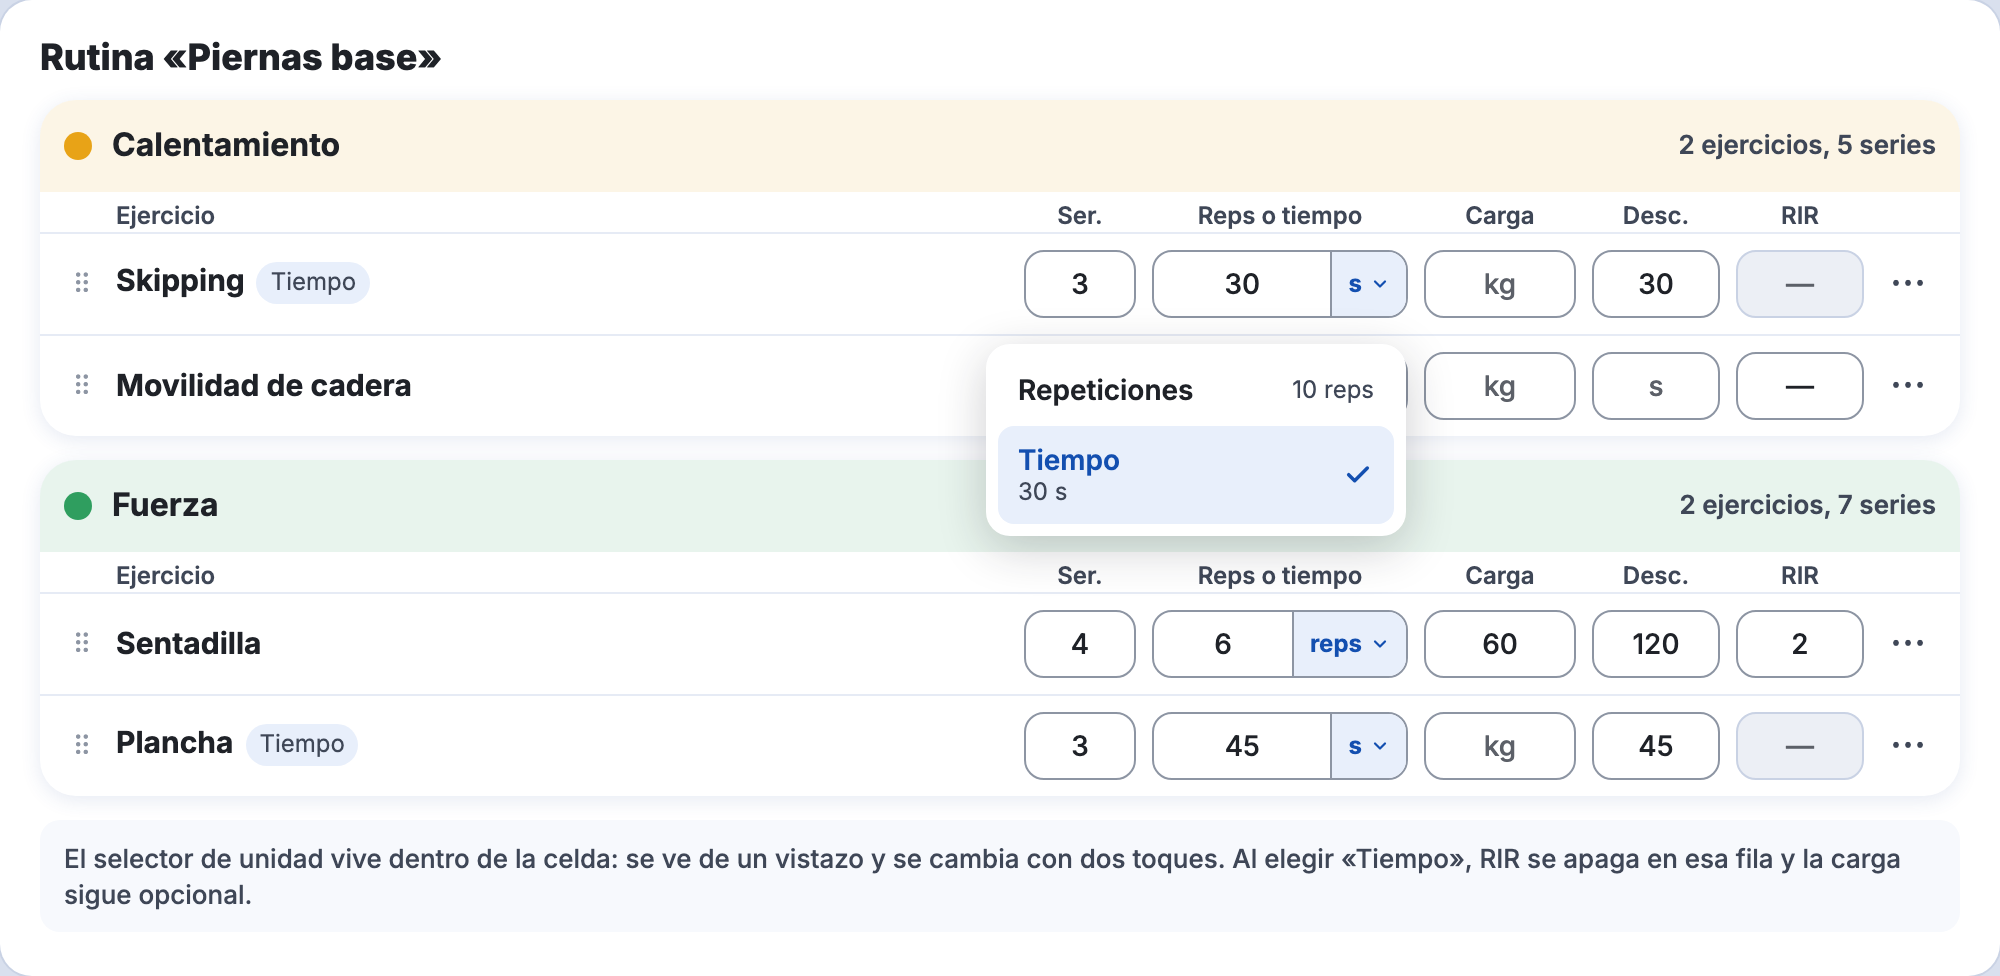 Rutina «Piernas base»
Calentamiento 2 ejercicios, 5 series
Ejercicio Ser. Reps o tiempo Carga Desc. RIR
Skipping Tiempo 3 30 s kg 30 —
Movilidad de cadera kg s —
Repeticiones 10 reps
Tiempo
30 s
Fuerza 2 ejercicios, 7 series
Ejercicio Ser. Reps o tiempo Carga Desc. RIR
Sentadilla 4 6 reps 60 120 2
Plancha Tiempo 3 45 s kg 45 —
El selector de unidad vive dentro de la celda: se ve de un vistazo y se cambia con dos toques. Al elegir «Tiempo», RIR se apaga en esa fila y la carga
sigue opcional.